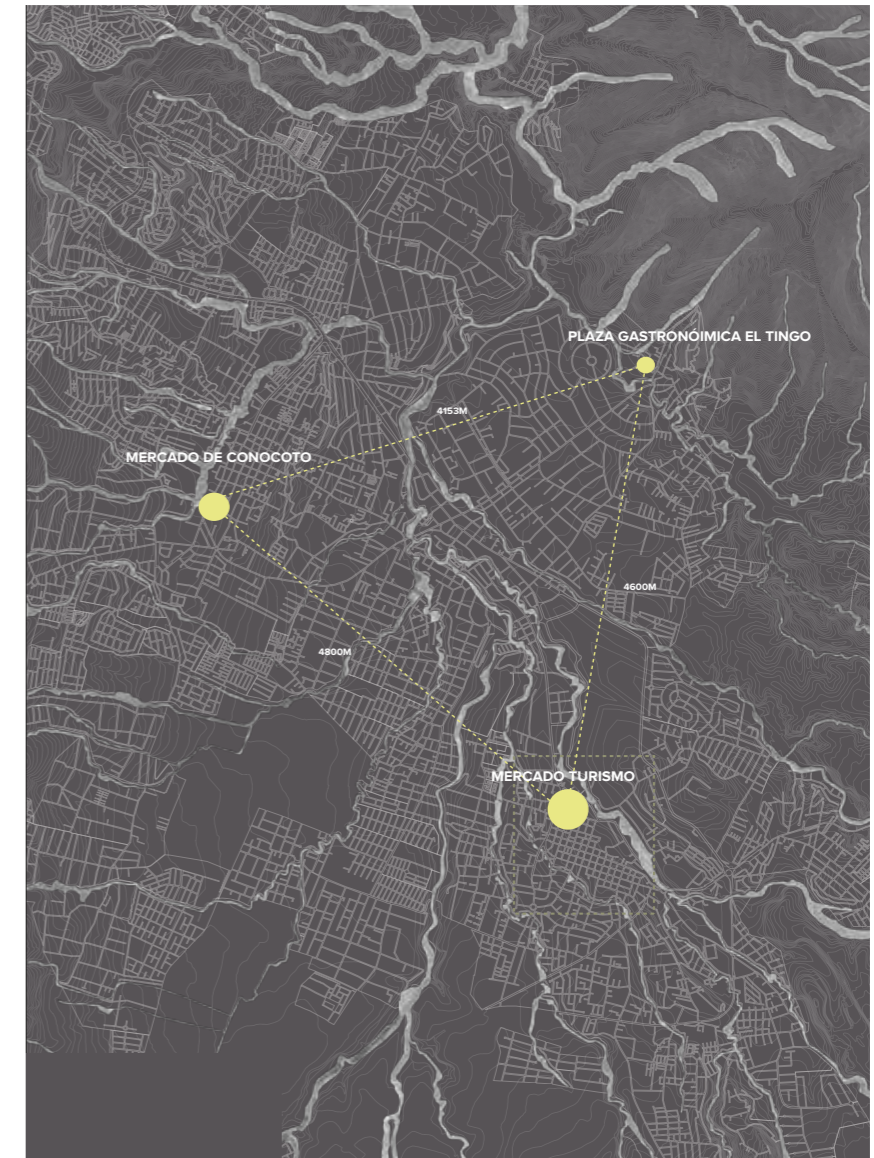 PLAZA GASTRONÓIMICA EL TINGO
4153M
MERCADO DE CONOCOTO
4600M
4800M
MERCADO TURISMO